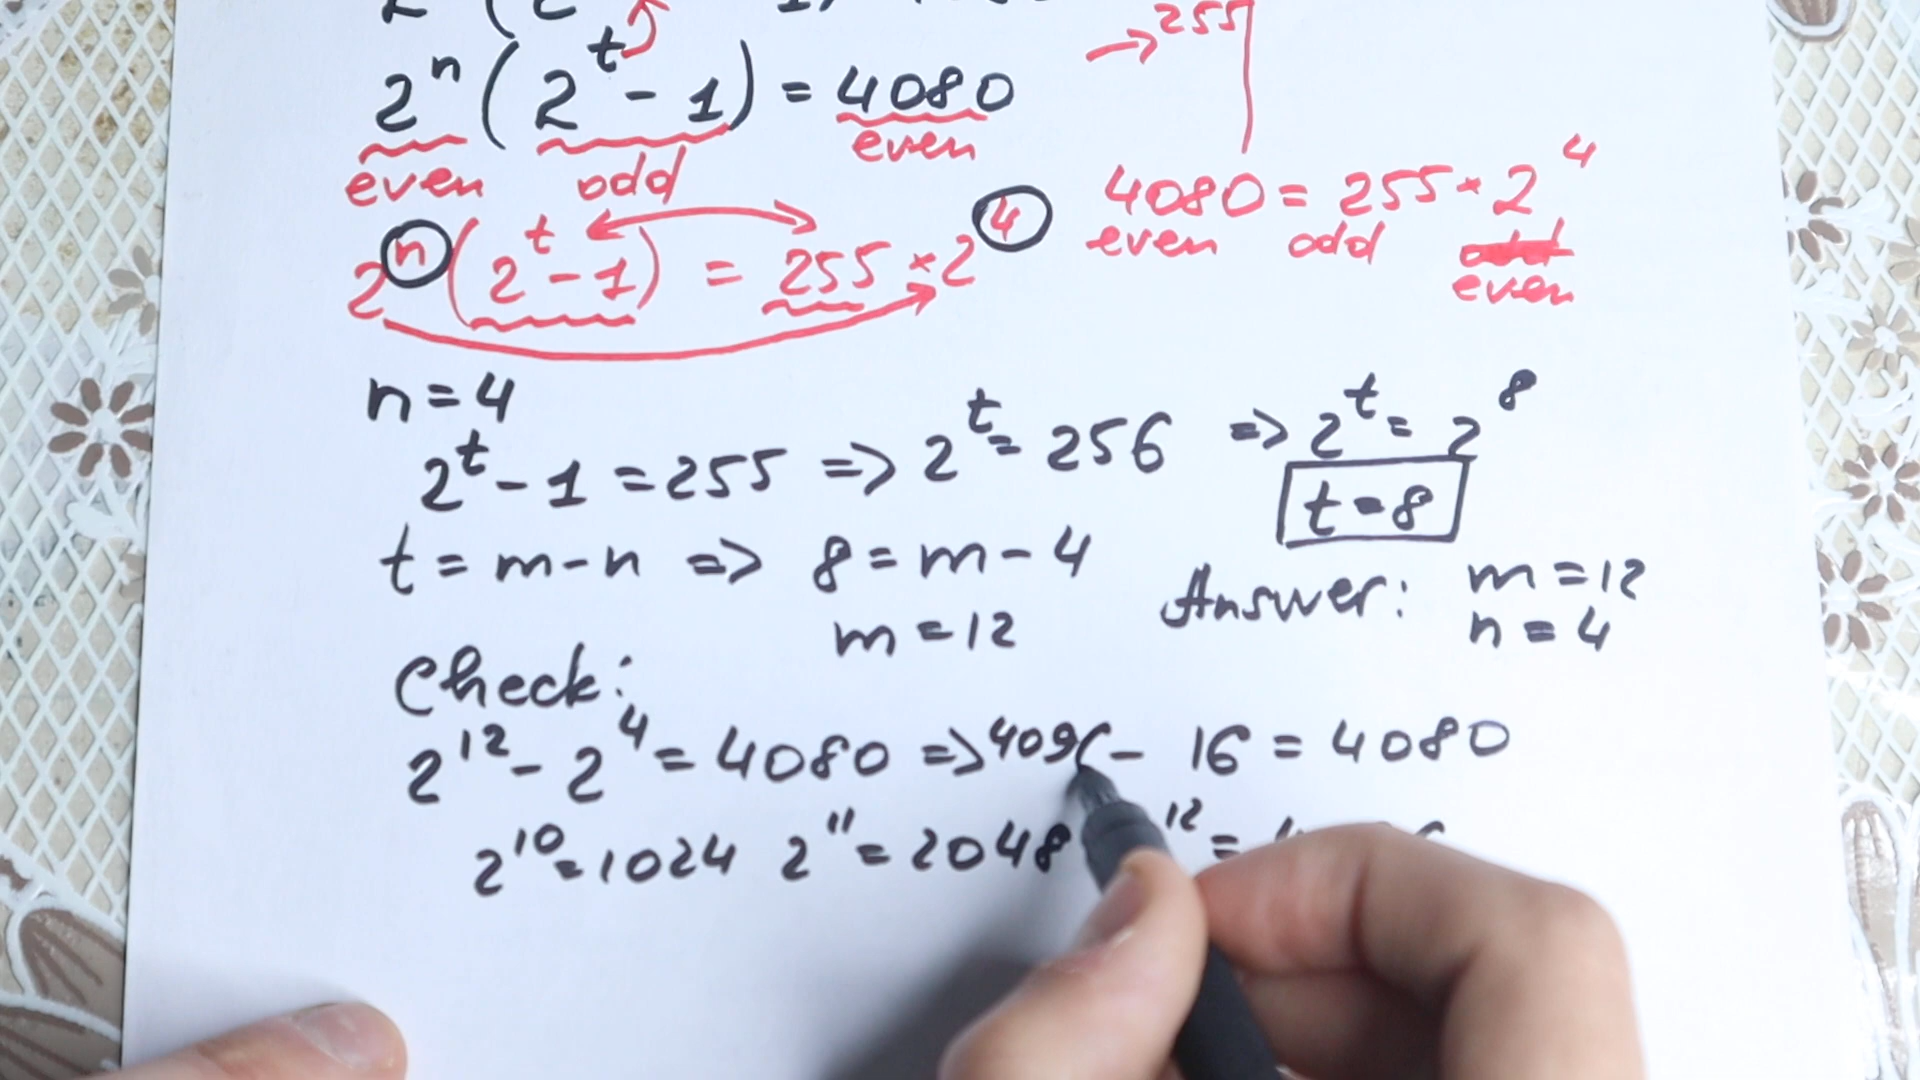 → 255
2^n (2^t - 1) = 4080
even odd even
4080 = 255 × 2^4
even odd even
2^n (2^t - 1) = 255 × 2^4
n = 4
2^t - 1 = 255 => 2^t = 256 => 2^t = 2^8
t = 8
t = m - n => 8 = m - 4
m = 12
Answer: m = 12
n = 4
Check:
2^12 - 2^4 = 4080 => 409 - 16 = 4080
2^10 = 1024 2^11 = 2048 12 =